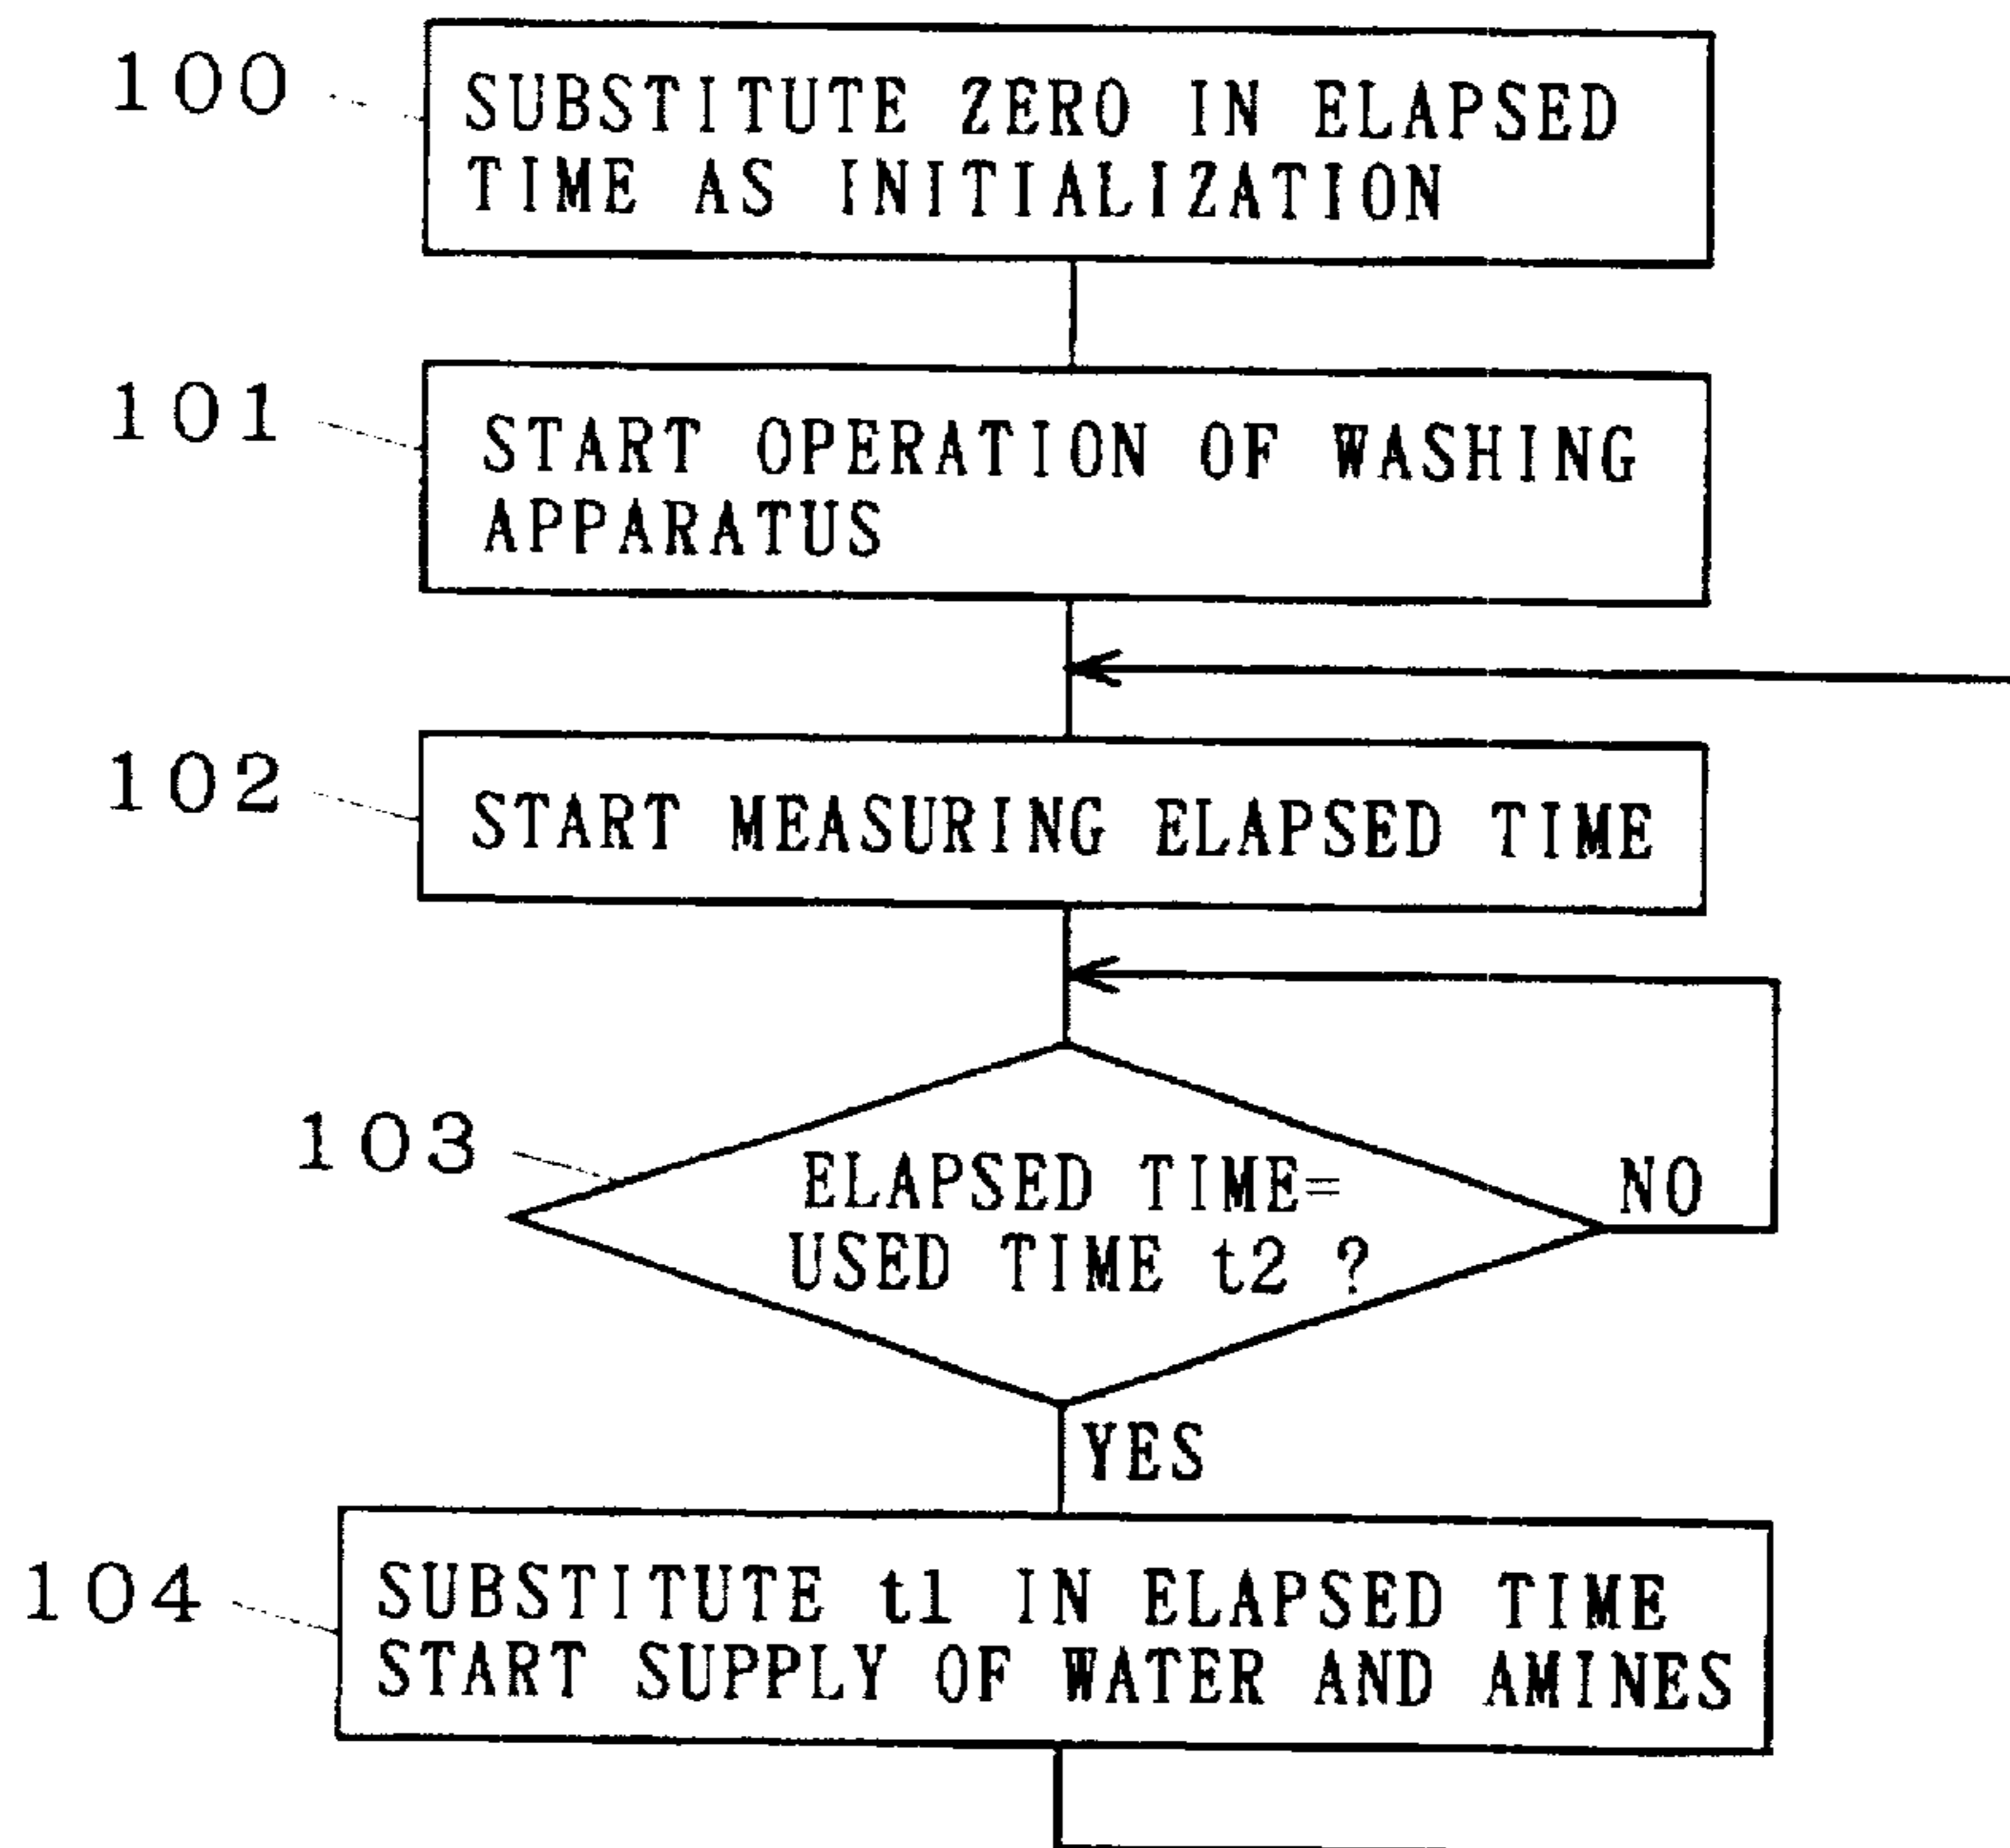 100
SUBSTITUTE ZERO IN ELAPSED
TIME AS INITIALIZATION
101
START OPERATION OF WASHING
APPARATUS
102
START MEASURING ELAPSED TIME
103
ELAPSED TIME=
USED TIME t2 ?
NO
YES
104
SUBSTITUTE t1 IN ELAPSED TIME
START SUPPLY OF WATER AND AMINES